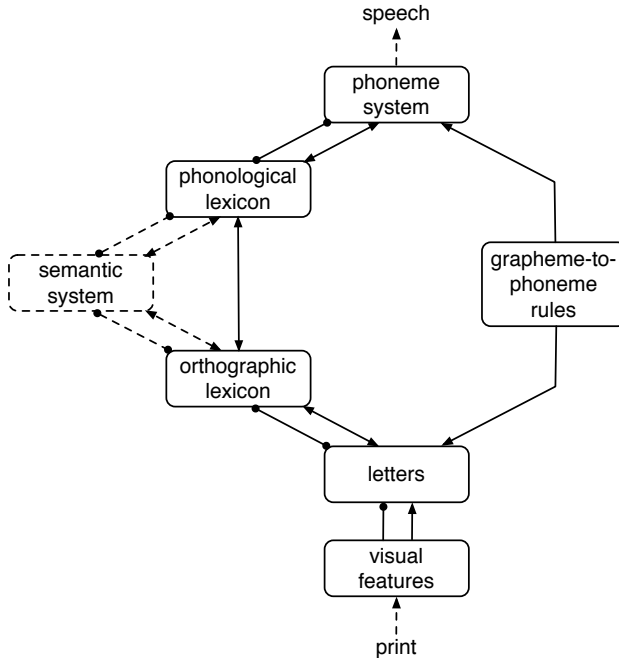 speech
phoneme
system
phonological
lexicon
semantic
system
grapheme-to-
phoneme
rules
orthographic
lexicon
letters
visual
features
print